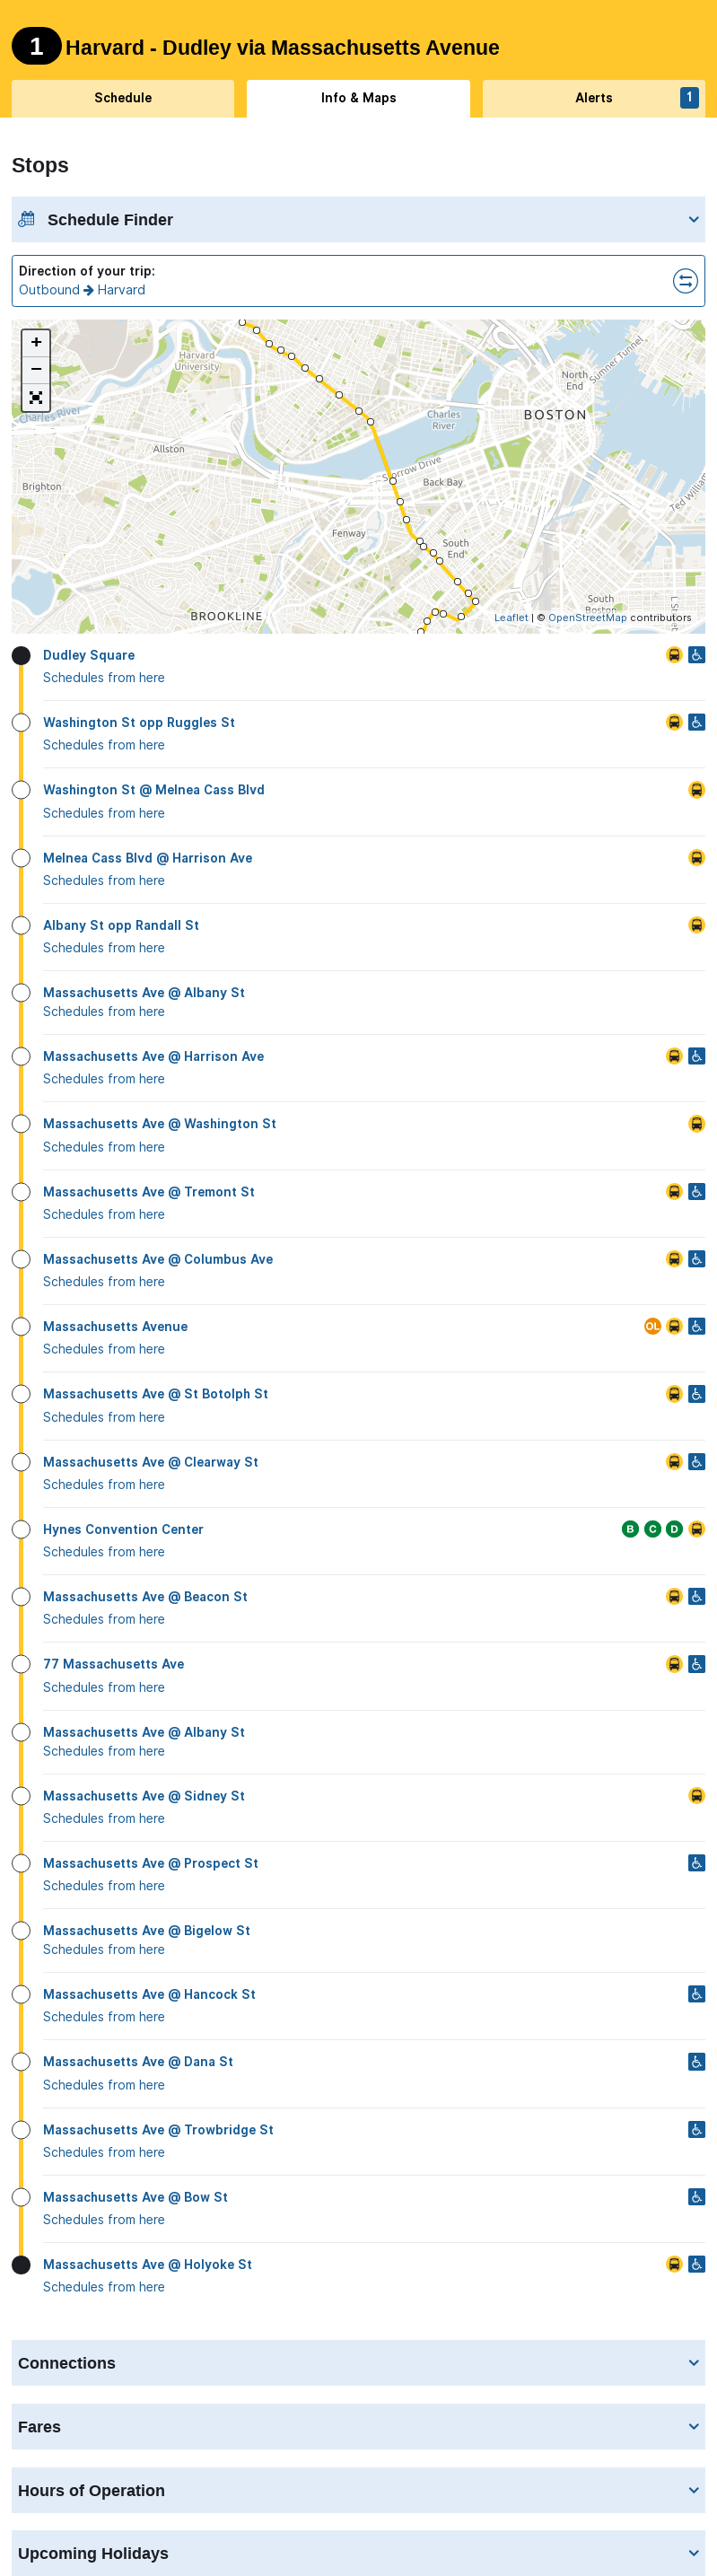 1 Harvard - Dudley via Massachusetts Avenue
Schedule
Info & Maps
Alerts
1
Stops
Schedule Finder
Direction of your trip:
Outbound → Harvard
+
−
Harvard
University
Charles River
Allston
Brighton
BROOKLINE
Fenway
Storrow Drive
Back Bay
South
End
Charles
River
BOSTON
North
End
Sumner Tunnel
Ted William
South
Boston
L Street
Leaflet | © OpenStreetMap contributors
Dudley Square
Schedules from here
Washington St opp Ruggles St
Schedules from here
Washington St @ Melnea Cass Blvd
Schedules from here
Melnea Cass Blvd @ Harrison Ave
Schedules from here
Albany St opp Randall St
Schedules from here
Massachusetts Ave @ Albany St
Schedules from here
Massachusetts Ave @ Harrison Ave
Schedules from here
Massachusetts Ave @ Washington St
Schedules from here
Massachusetts Ave @ Tremont St
Schedules from here
Massachusetts Ave @ Columbus Ave
Schedules from here
Massachusetts Avenue
OL
Schedules from here
Massachusetts Ave @ St Botolph St
Schedules from here
Massachusetts Ave @ Clearway St
Schedules from here
Hynes Convention Center
B C D
Schedules from here
Massachusetts Ave @ Beacon St
Schedules from here
77 Massachusetts Ave
Schedules from here
Massachusetts Ave @ Albany St
Schedules from here
Massachusetts Ave @ Sidney St
Schedules from here
Massachusetts Ave @ Prospect St
Schedules from here
Massachusetts Ave @ Bigelow St
Schedules from here
Massachusetts Ave @ Hancock St
Schedules from here
Massachusetts Ave @ Dana St
Schedules from here
Massachusetts Ave @ Trowbridge St
Schedules from here
Massachusetts Ave @ Bow St
Schedules from here
Massachusetts Ave @ Holyoke St
Schedules from here
Connections
Fares
Hours of Operation
Upcoming Holidays